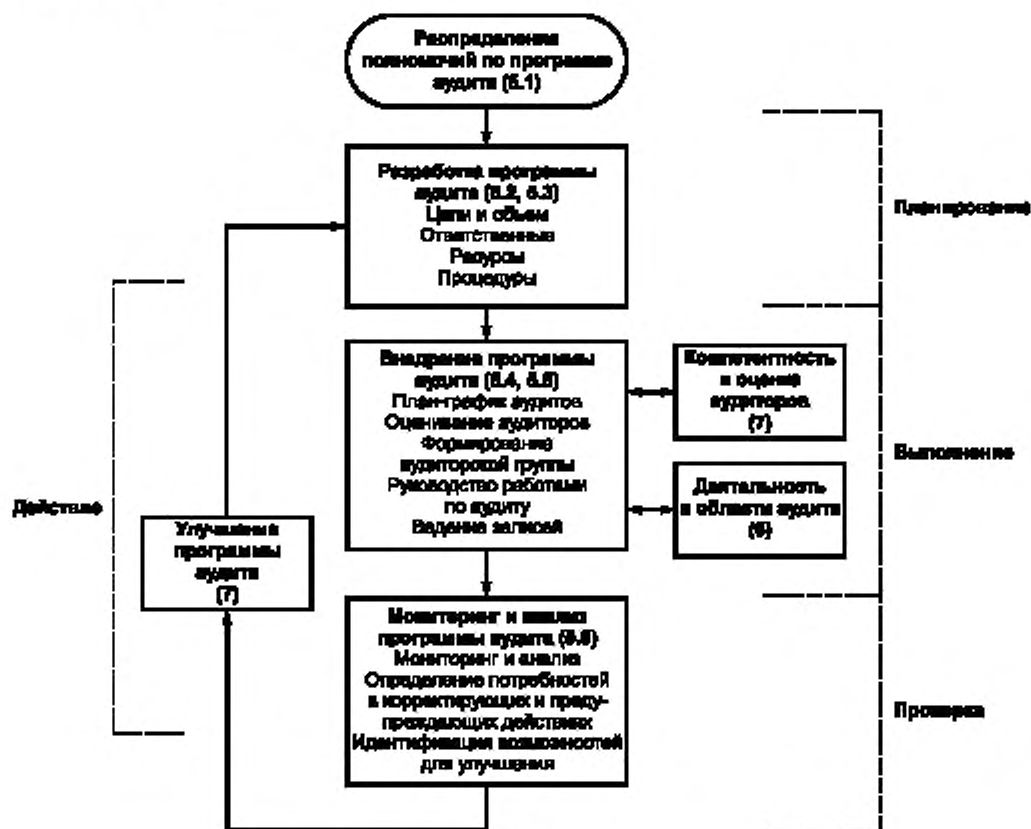 Распределение
полномочий по программе
аудита (5.1)
Разработка программы
аудита (5.2, 5.3)
Цели и объем
Ответственные
Ресурсы
Процедуры
Планирование
Внедрение программы
аудита (5.4, 5.5)
План-график аудитов
Оценивание аудиторов
Формирование
аудиторской группы
Руководство работами
по аудиту
Ведение записей
Компетентность
и оценка
аудиторов
(7)
Деятельность
в области аудита
(6)
Выполнение
Действие
Улучшение
программы
аудита
(7)
Мониторинг и анализ
программы аудита (5.6)
Мониторинг и анализ
Определение потребностей
в корректирующих и преду-
преждающих действиях
Идентификация возможностей
для улучшения
Проверка